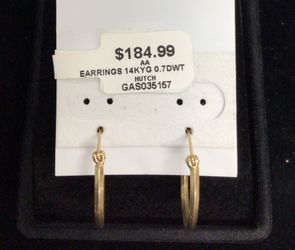 $184.99
AA
EARRINGS 14KYG 0.7DWT
HUTCH
GAS035157